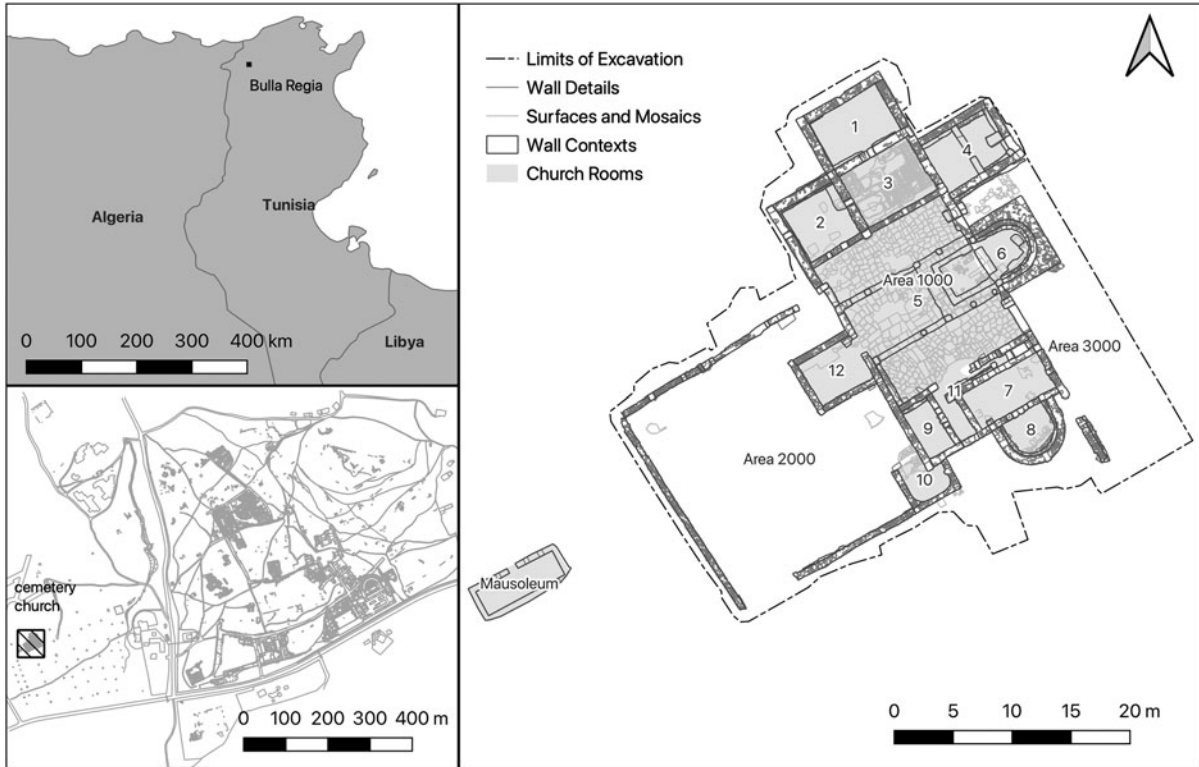 Bulla Regia
Algeria
Tunisia
Libya
0 100 200 300 400 km
cemetery
church
0 100 200 300 400 m
Limits of Excavation
Wall Details
Surfaces and Mosaics
Wall Contexts
Church Rooms
1
4
3
2
6
Area 1000
5
Area 3000
12
11
7
9
8
Area 2000
10
Mausoleum
0 5 10 15 20 m